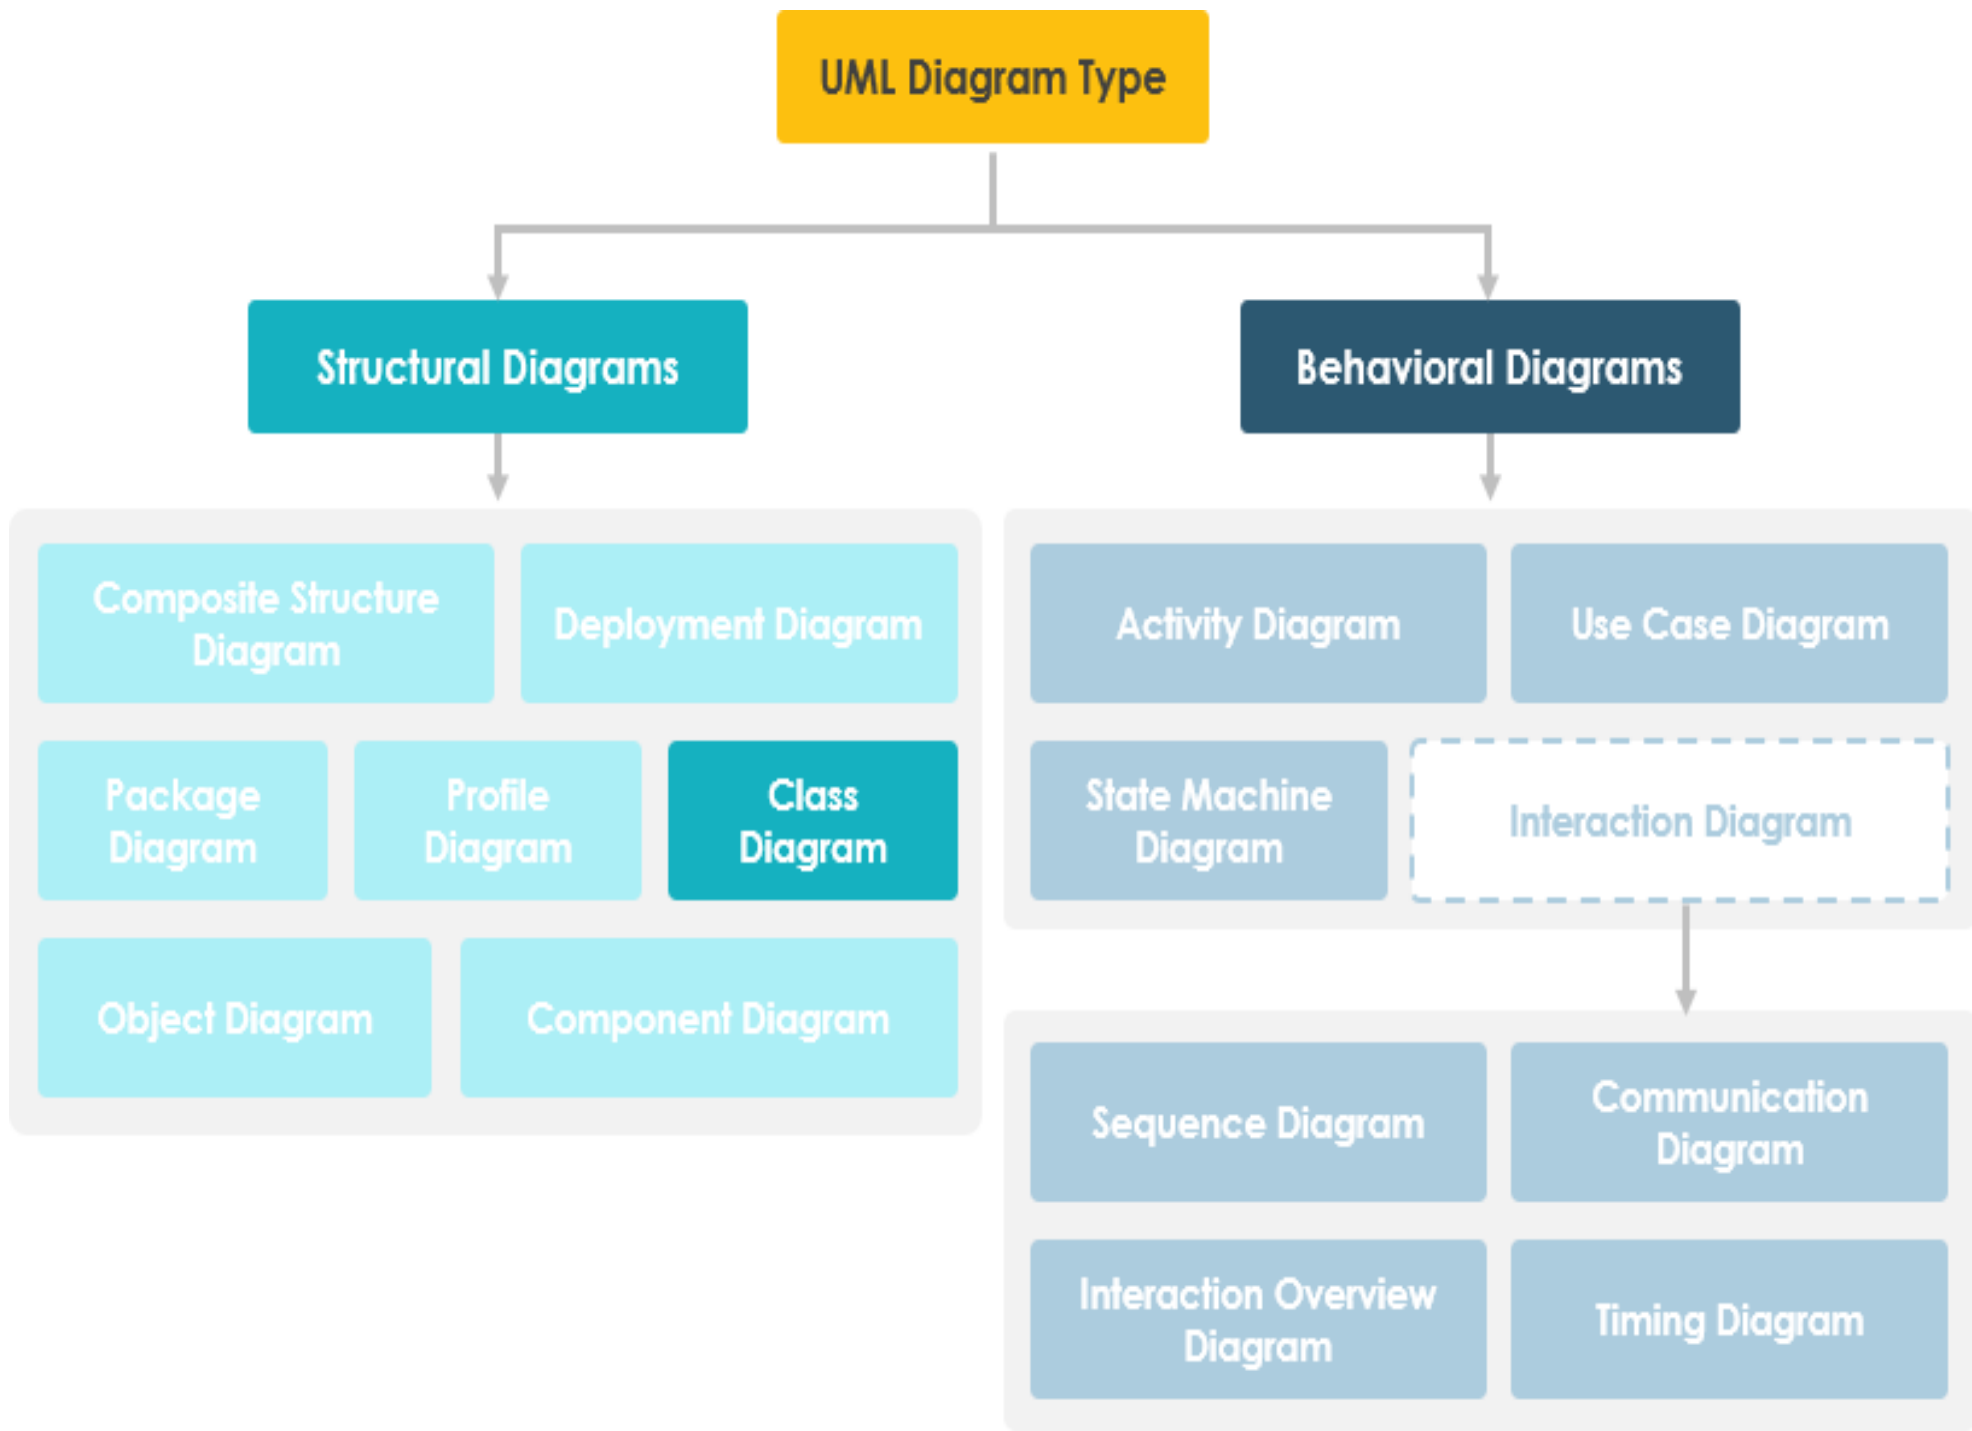 UML Diagram Type
Structural Diagrams
Behavioral Diagrams
Composite Structure
Diagram
Deployment Diagram
Package
Diagram
Profile
Diagram
Class
Diagram
Object Diagram
Component Diagram
Activity Diagram
Use Case Diagram
State Machine
Diagram
Interaction Diagram
Sequence Diagram
Communication
Diagram
Interaction Overview
Diagram
Timing Diagram